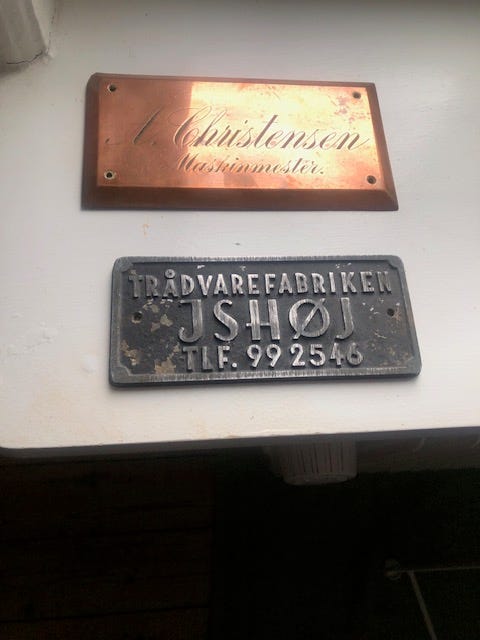 A. Christensen
Maskinmester.
TRÅDVAREFABRIKEN
JSHØJ
TLF. 99 2546